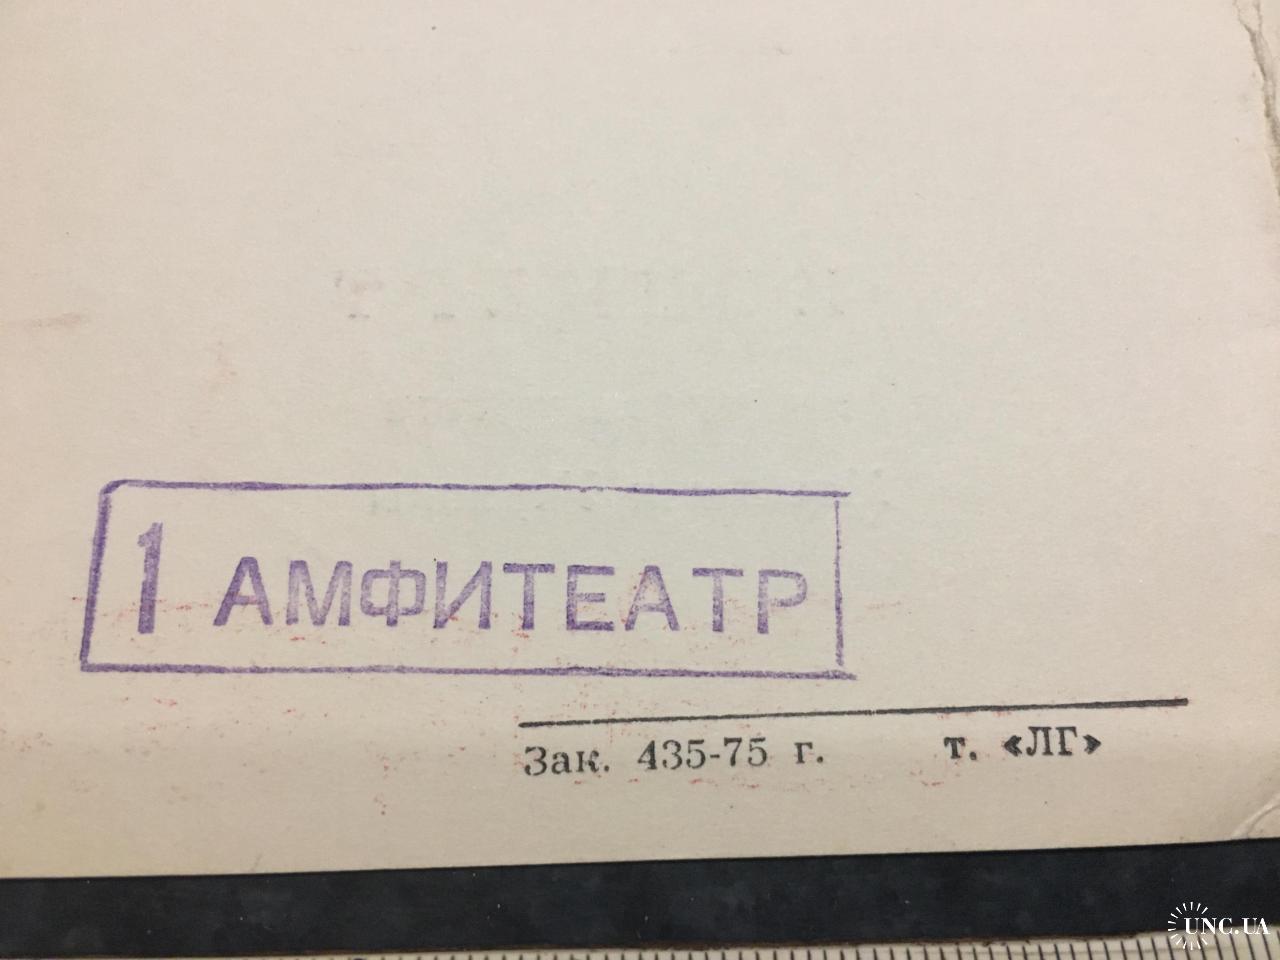 1 АМФИТЕАТР
Зак. 435-75 г. т. «ЛГ»
UNC.UA